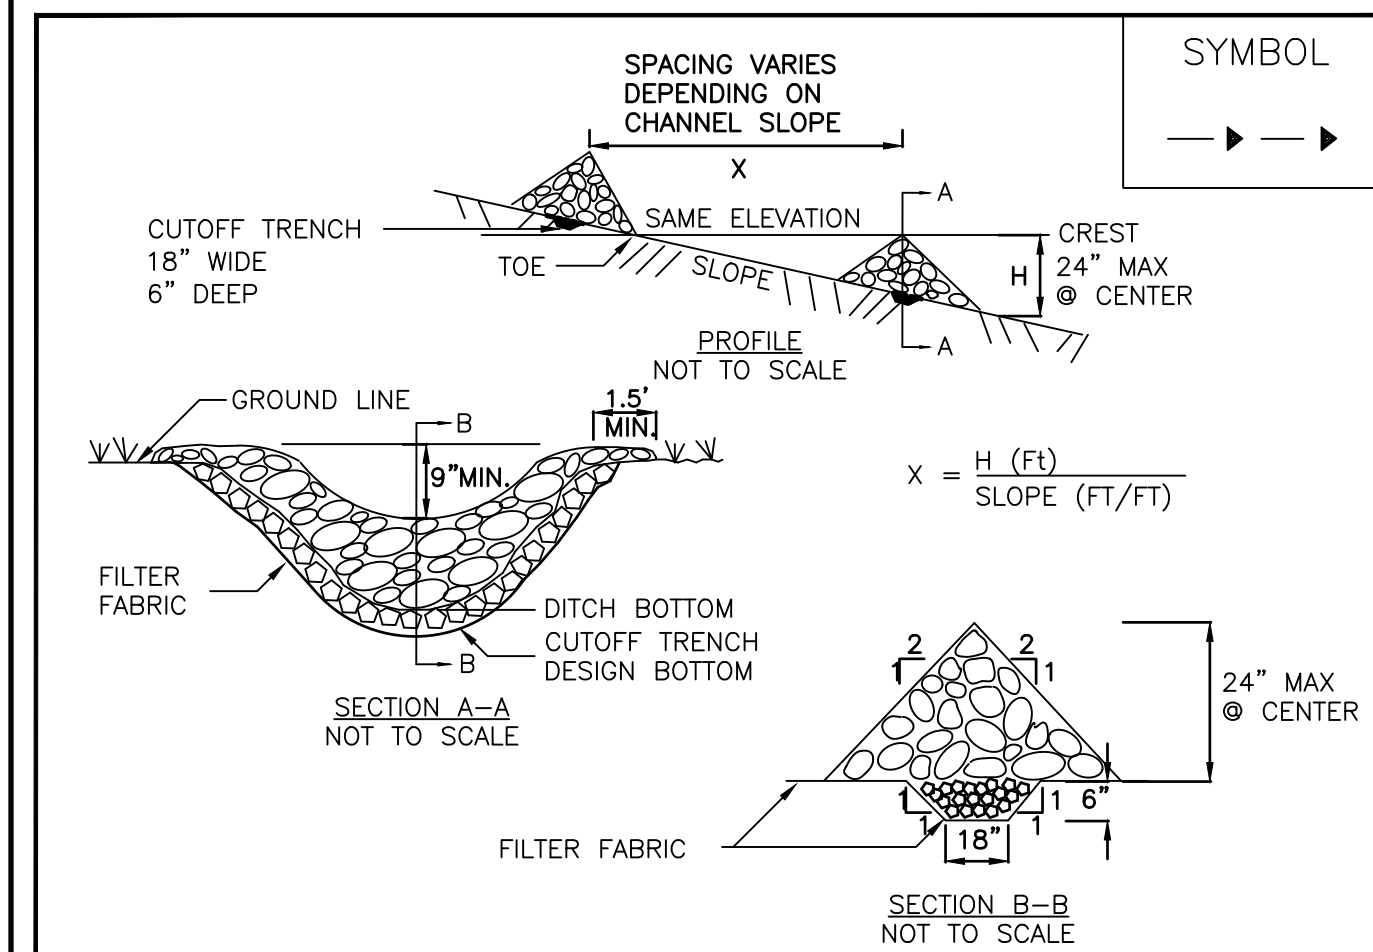 SYMBOL
SPACING VARIES
DEPENDING ON
CHANNEL SLOPE
X
A
CUTOFF TRENCH
18" WIDE
6" DEEP
SAME ELEVATION
TOE
SLOPE
H
CREST
24" MAX
@ CENTER
A
PROFILE
NOT TO SCALE
GROUND LINE
B
1.5'
MIN.
9"MIN.
X = H (Ft)
SLOPE (FT/FT)
FILTER
FABRIC
DITCH BOTTOM
CUTOFF TRENCH
DESIGN BOTTOM
B
SECTION A-A
NOT TO SCALE
2
1
2
1
24" MAX
@ CENTER
1
1
1
1
6"
18"
FILTER FABRIC
SECTION B-B
NOT TO SCALE